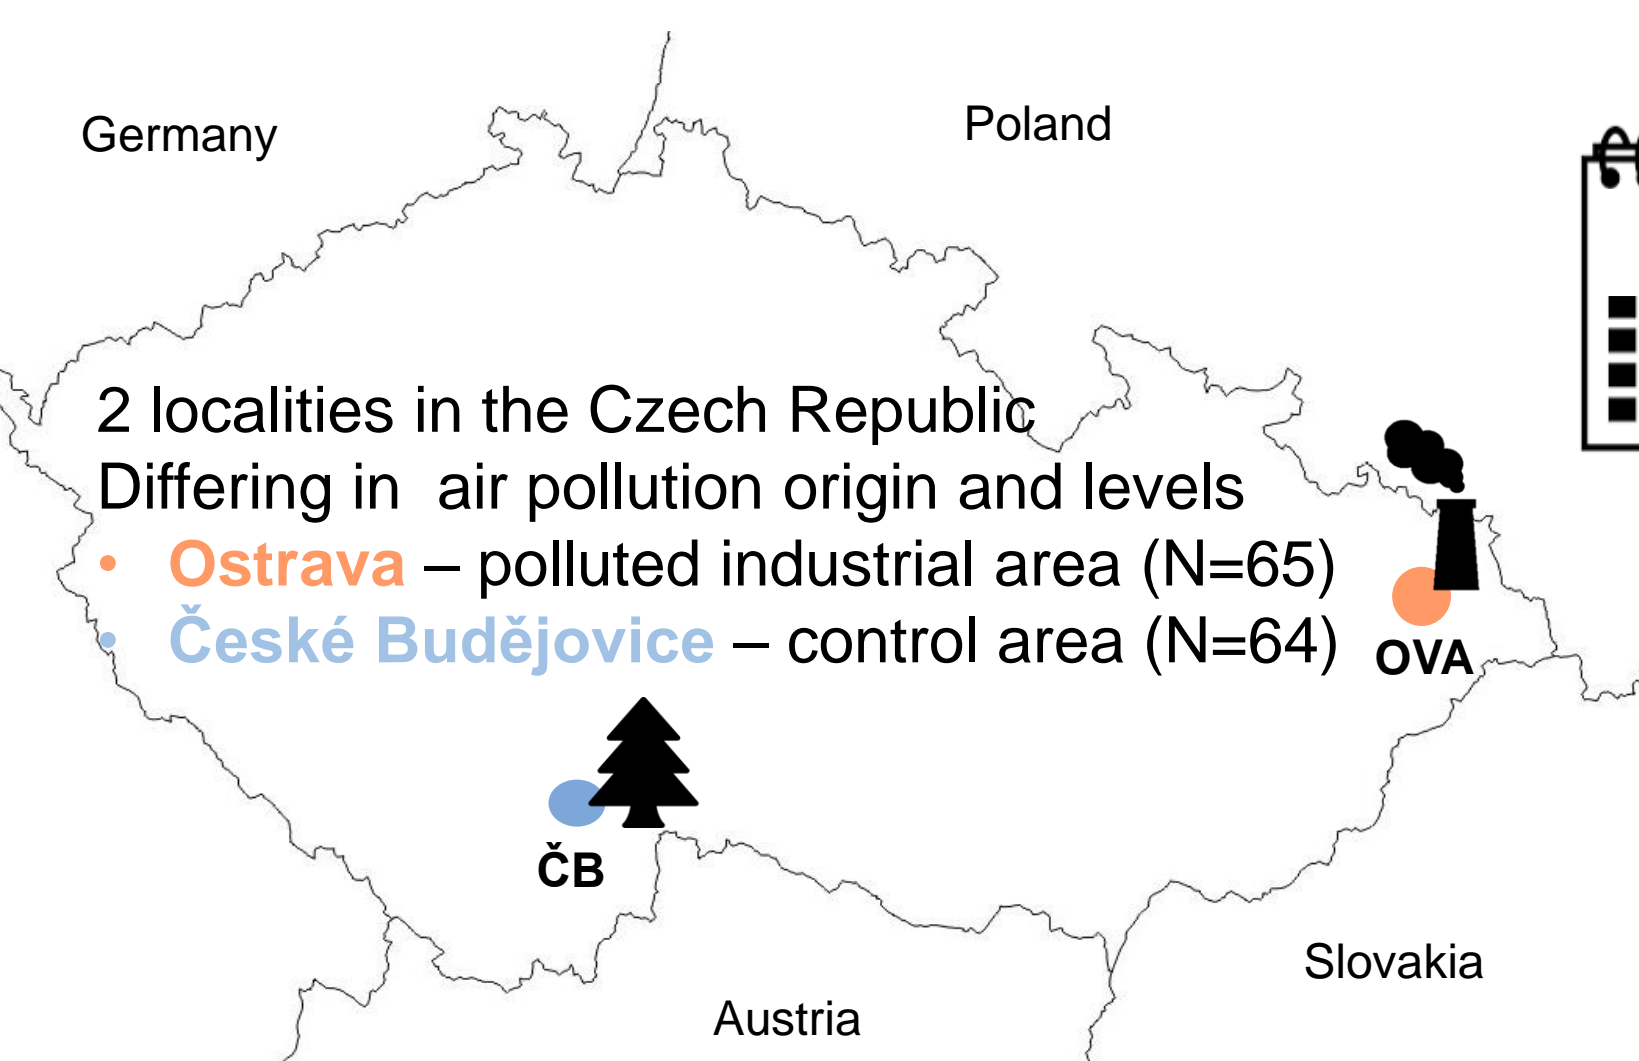 Germany
Poland
2 localities in the Czech Republic
Differing in  air pollution origin and levels
• Ostrava – polluted industrial area (N=65)
• České Budějovice – control area (N=64)
OVA
ČB
Slovakia
Austria